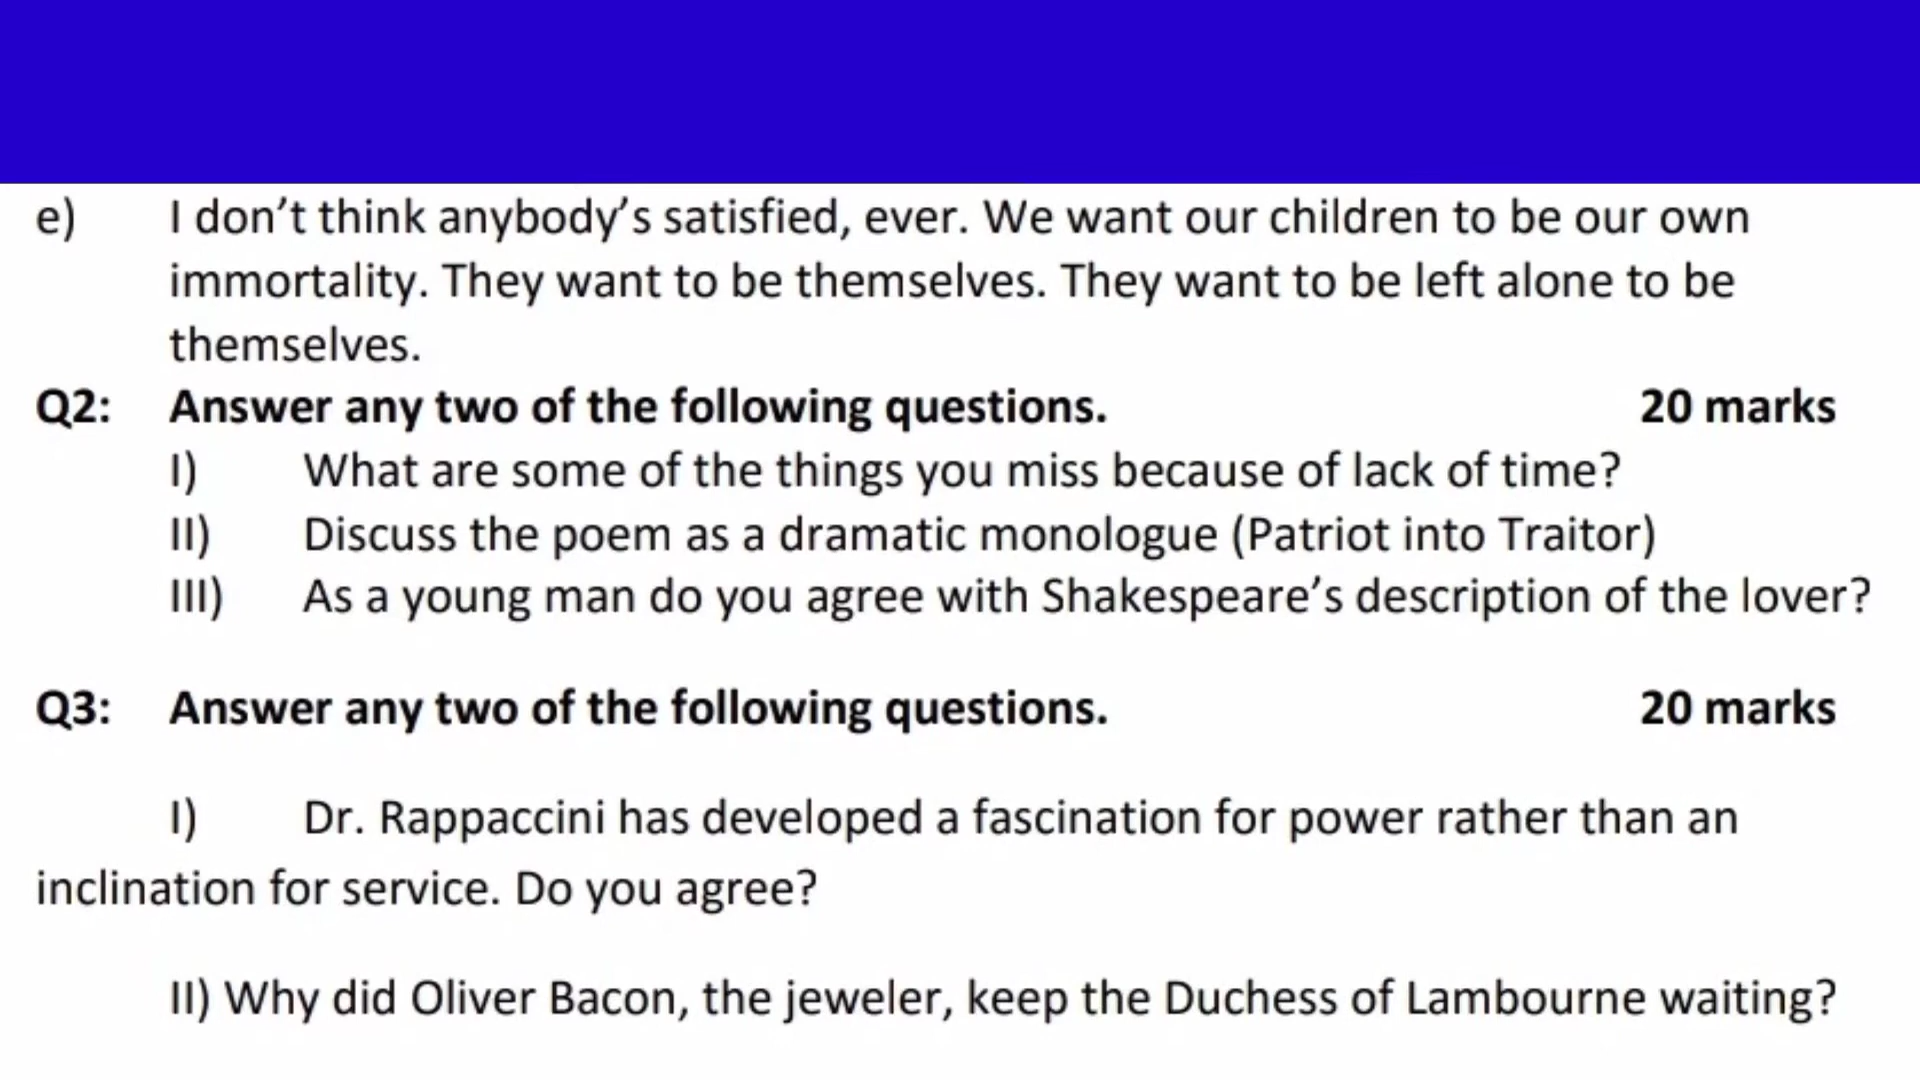 e) I don’t think anybody’s satisfied, ever. We want our children to be our own
immortality. They want to be themselves. They want to be left alone to be
themselves.
Q2: Answer any two of the following questions. 20 marks
I) What are some of the things you miss because of lack of time?
II) Discuss the poem as a dramatic monologue (Patriot into Traitor)
III) As a young man do you agree with Shakespeare’s description of the lover?
Q3: Answer any two of the following questions. 20 marks
I) Dr. Rappaccini has developed a fascination for power rather than an
inclination for service. Do you agree?
II) Why did Oliver Bacon, the jeweler, keep the Duchess of Lambourne waiting?